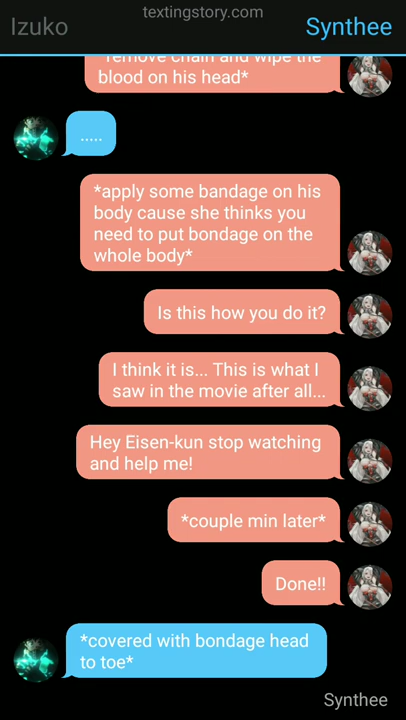 textingstory.com
Izuko
Synthee
*remove chain and wipe the
blood on his head*
.....
*apply some bandage on his
body cause she thinks you
need to put bondage on the
whole body*
Is this how you do it?
I think it is... This is what I
saw in the movie after all...
Hey Eisen-kun stop watching
and help me!
*couple min later*
Done!!
*covered with bondage head
to toe*
Synthee